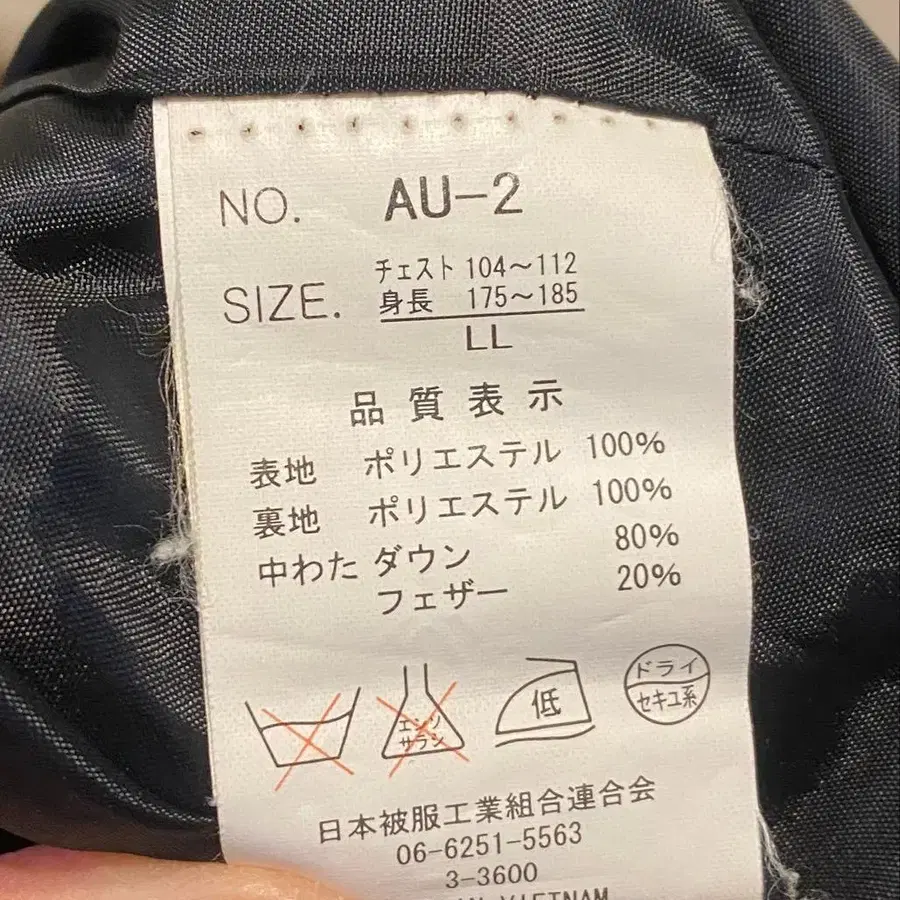 NO. AU-2
SIZE. チェスト 104～112
身長 175～185
LL
品質表示
表地 ポリエステル 100%
裏地 ポリエステル 100%
中わた ダウン 80%
フェザー 20%
エンソ
サラシ
低
ドライ
セキユ系
日本被服工業組合連合会
06-6251-5563
3-3600
VIETNAM